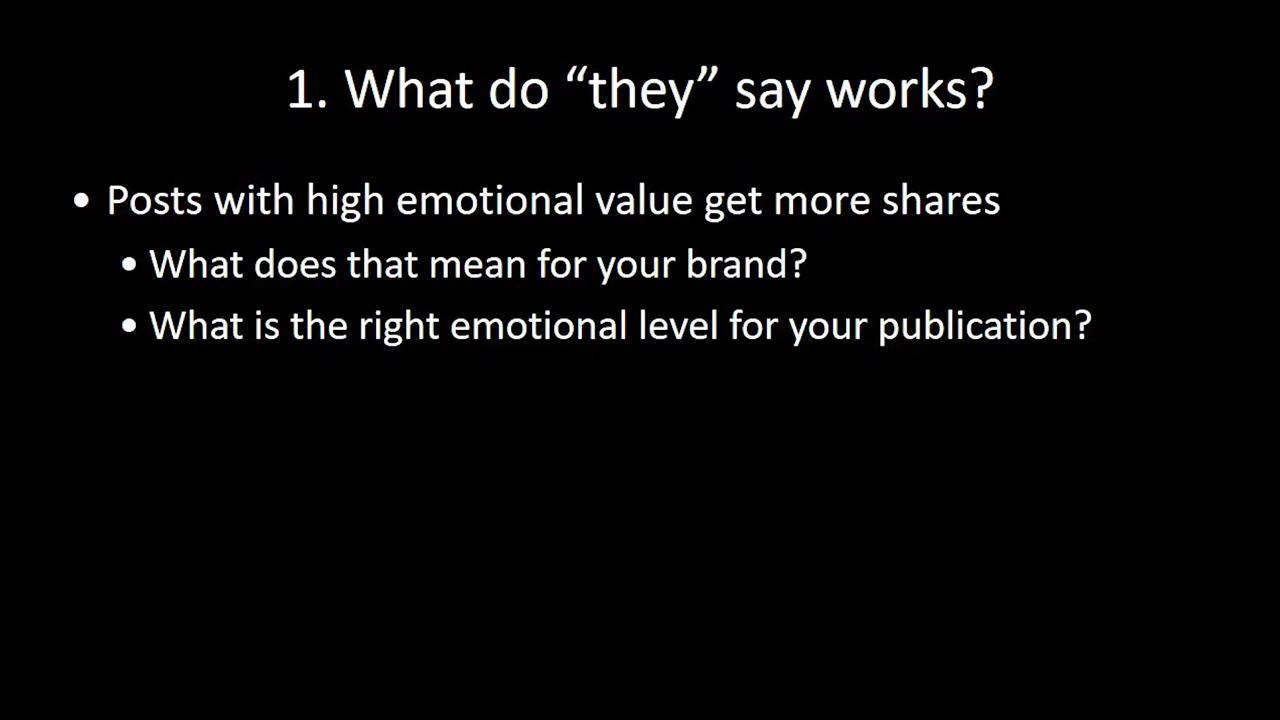 1. What do “they” say works?
• Posts with high emotional value get more shares
• What does that mean for your brand?
• What is the right emotional level for your publication?